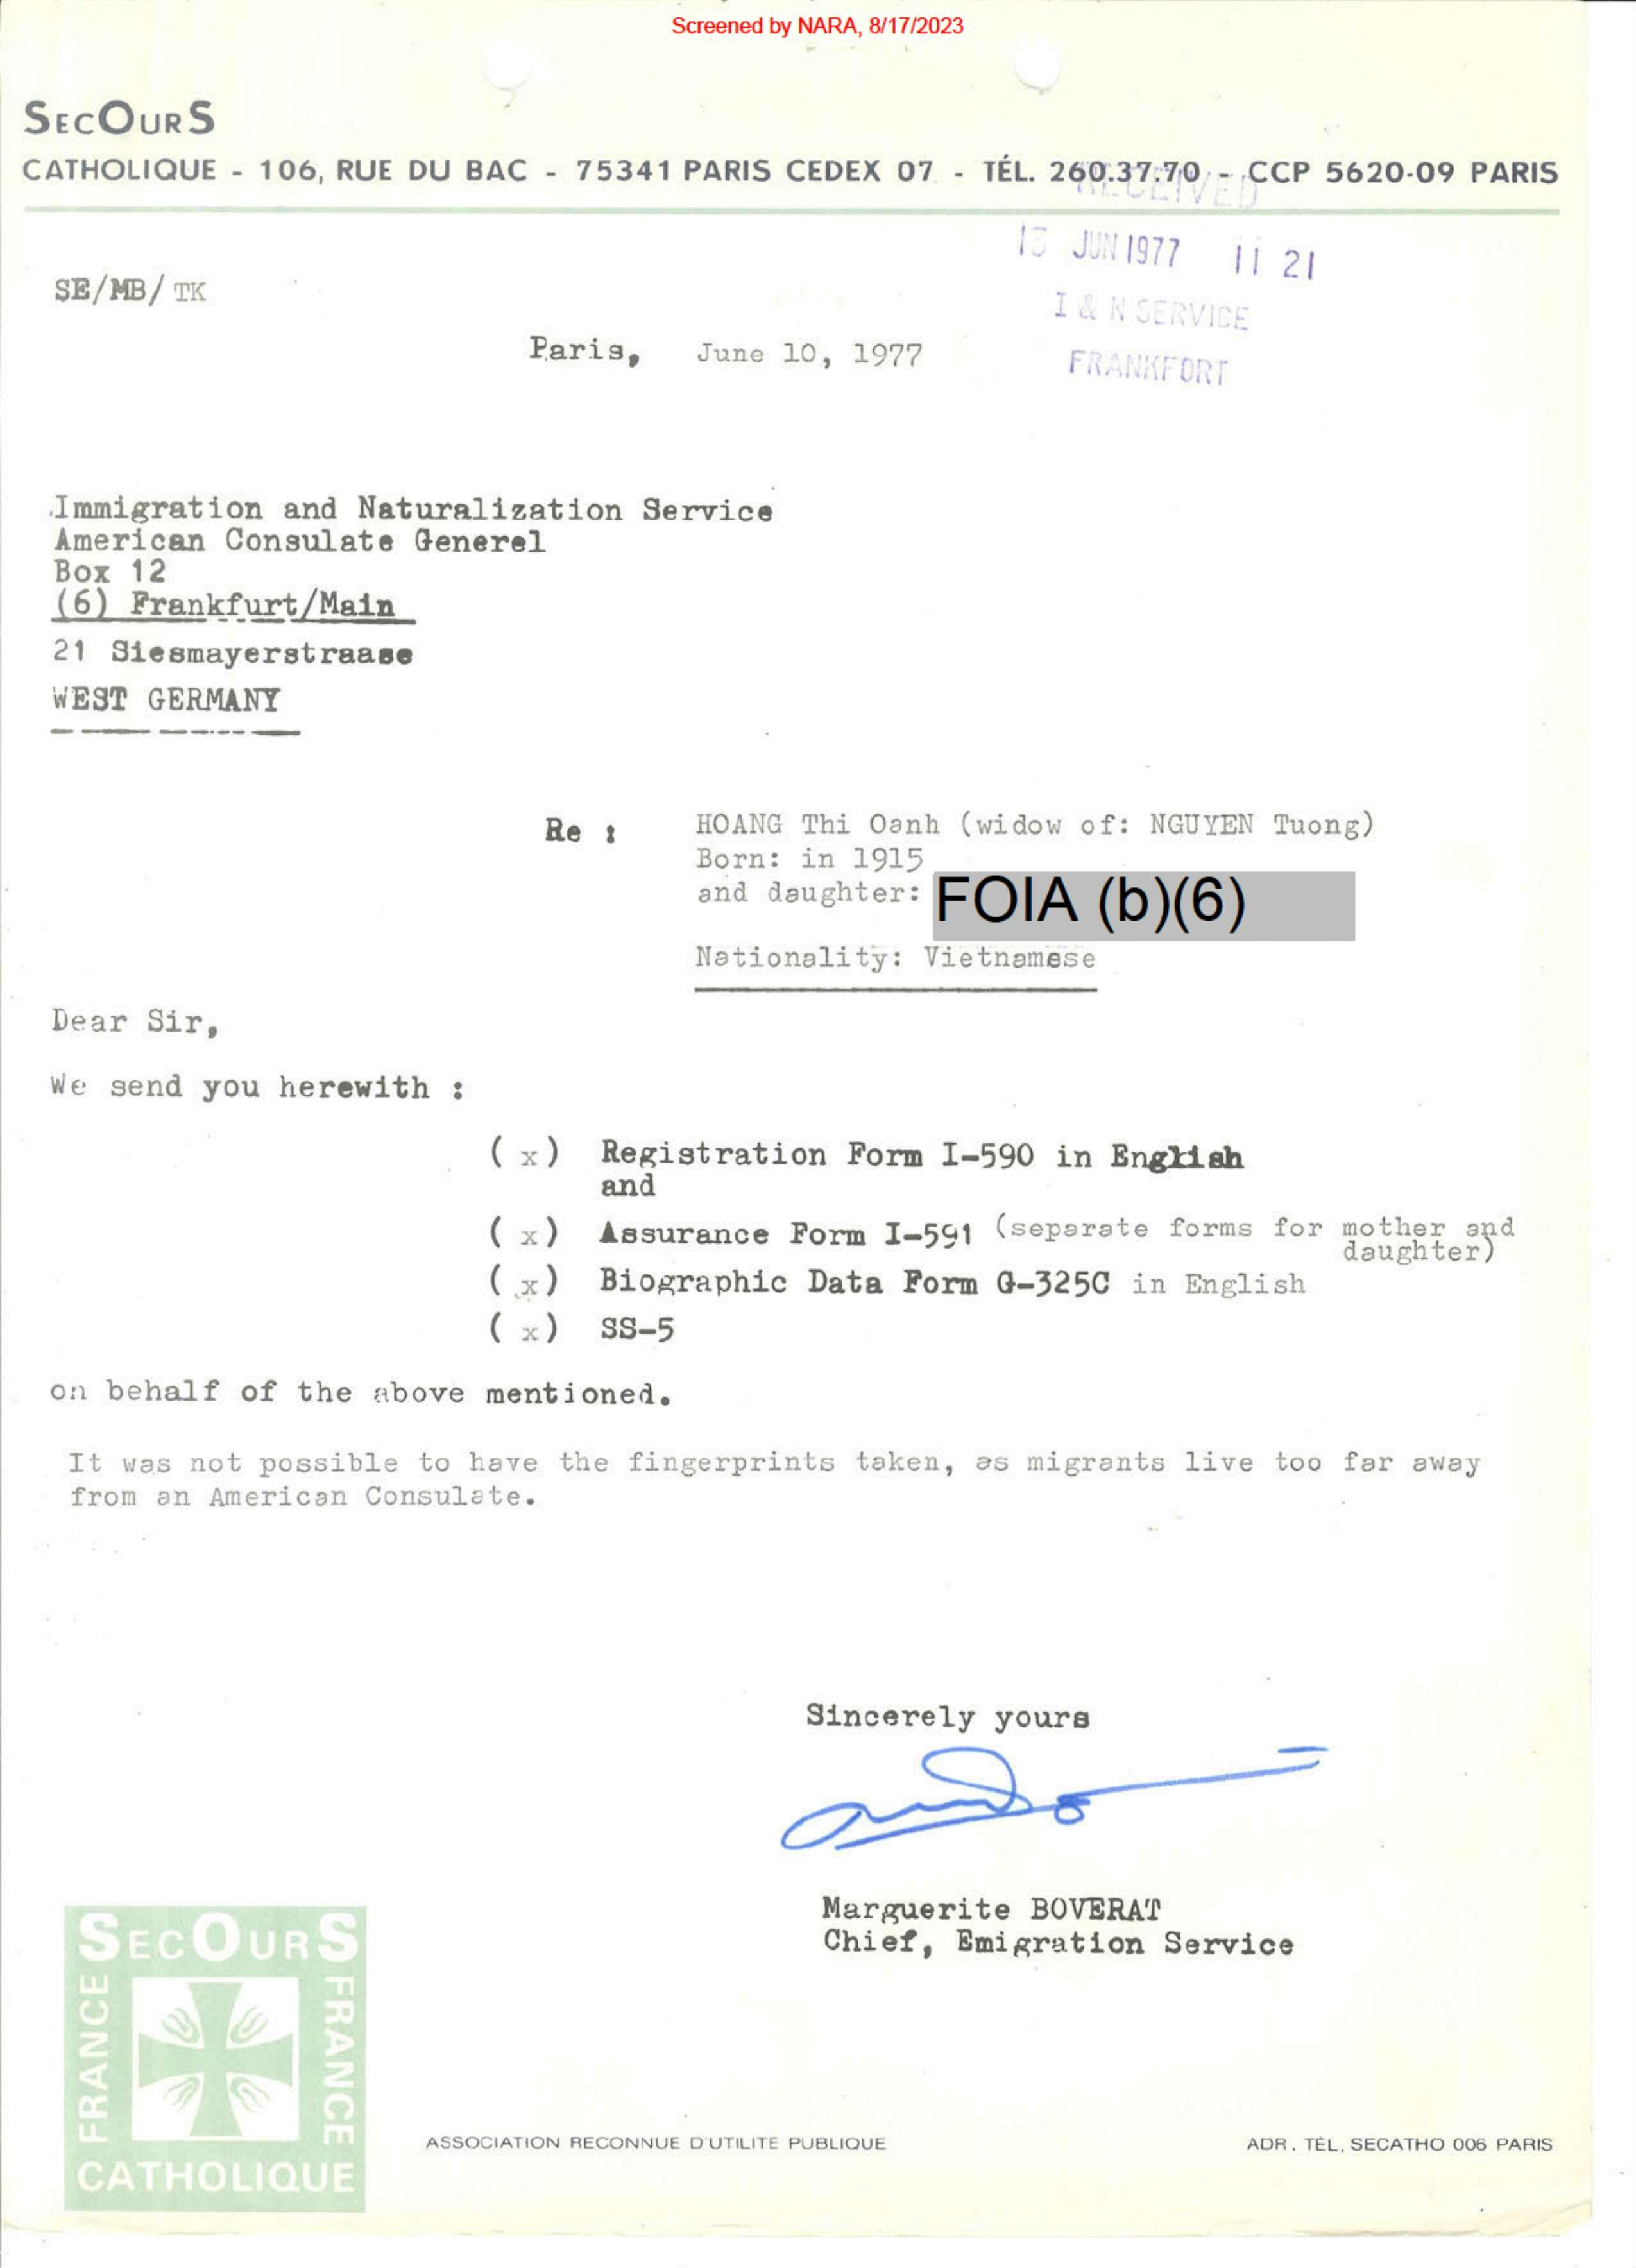 Screened by NARA, 8/17/2023
SECOURS
CATHOLIQUE - 106, RUE DU BAC - 75341 PARIS CEDEX 07 - TÉL. 260.37.70 - CCP 5620-09 PARIS
RECEIVED
JUN 1977 11 21
I & N SERVICE
FRANKFORT
SE/MB/ TK
Paris, June 10, 1977
Immigration and Naturalization Service
American Consulate Generel
Box 12
(6) Frankfurt/Main
21 Siesmayerstraase
WEST GERMANY
Re : HOANG Thi Oanh (widow of: NGUYEN Tuong)
Born: in 1915
and daughter: FOIA (b)(6)
Nationality: Vietnamese
Dear Sir,
We send you herewith :
( x ) Registration Form I-590 in English
and
( x ) Assurance Form I-591 (separate forms for mother and
daughter)
( x ) Biographic Data Form G-325C in English
( x ) SS-5
on behalf of the above mentioned.
It was not possible to have the fingerprints taken, as migrants live too far away
from an American Consulate.
Sincerely yours
Marguerite BOVERAT
Chief, Emigration Service
SECOURS
FRANCE
FRANCE
CATHOLIQUE
ASSOCIATION RECONNUE D'UTILITE PUBLIQUE
ADR. TÉL. SECATHO 006 PARIS